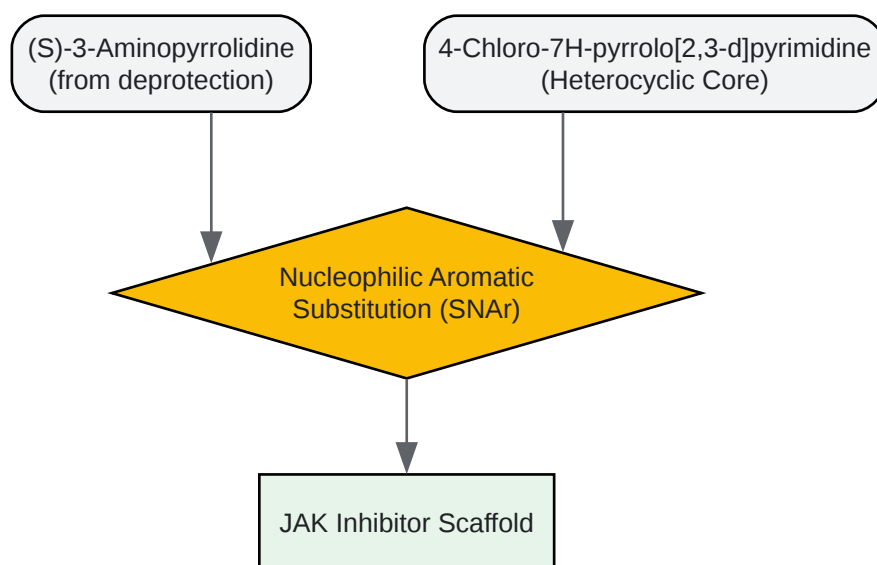 (S)-3-Aminopyrrolidine
(from deprotection)
4-Chloro-7H-pyrrolo[2,3-d]pyrimidine
(Heterocyclic Core)
Nucleophilic Aromatic
Substitution (SNAr)
JAK Inhibitor Scaffold